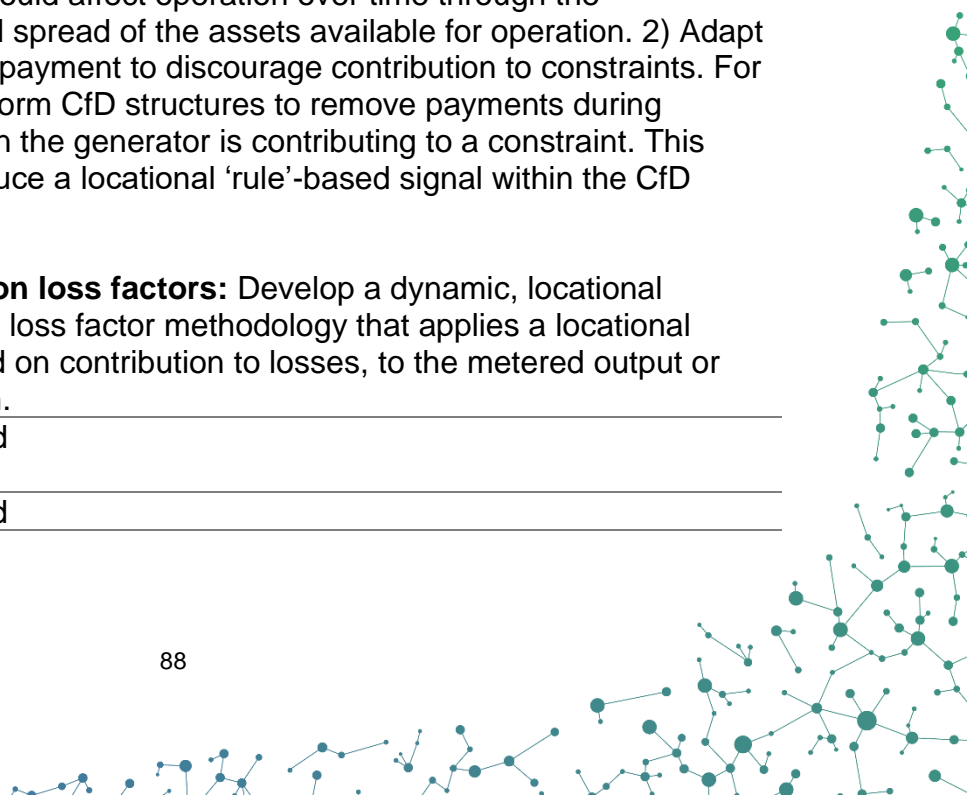 could affect operation over time through the
spread of the assets available for operation. 2) Adapt
payment to discourage contribution to constraints. For
CfD structures to remove payments during
the generator is contributing to a constraint. This
a locational ‘rule’-based signal within the CfD
loss factors: Develop a dynamic, locational
loss factor methodology that applies a locational
on contribution to losses, to the metered output or
88